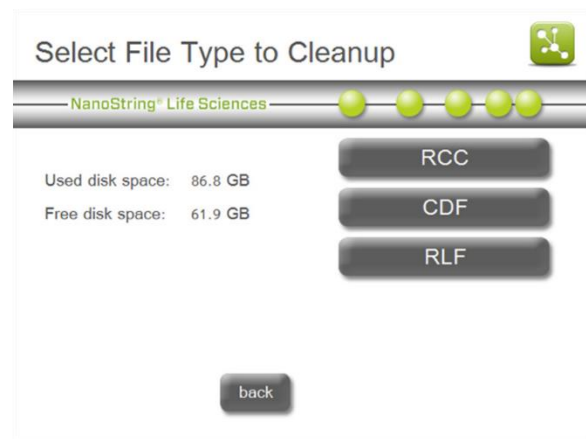 Select File Type to Cleanup
NanoString® Life Sciences
Used disk space: 86.8 GB
Free disk space: 61.9 GB
RCC
CDF
RLF
back